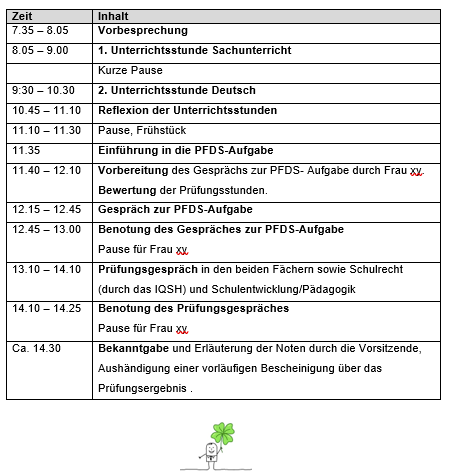 Zeit Inhalt
7.35 – 8.05 Vorbesprechung
8.05 – 9.00 1. Unterrichtsstunde Sachunterricht
Kurze Pause
9:30 – 10.30 2. Unterrichtsstunde Deutsch
10.45 – 11.10 Reflexion der Unterrichtsstunden
11.10 – 11.30 Pause, Frühstück
11.35 Einführung in die PFDS-Aufgabe
11.40 – 12.10 Vorbereitung des Gesprächs zur PFDS- Aufgabe durch Frau xy.
Bewertung der Prüfungsstunden.
12.15 – 12.45 Gespräch zur PFDS-Aufgabe
12.45 – 13.00 Benotung des Gespräches zur PFDS-Aufgabe
Pause für Frau xy
13.10 – 14.10 Prüfungsgespräch in den beiden Fächern sowie Schulrecht
(durch das IQSH) und Schulentwicklung/Pädagogik
14.10 – 14.25 Benotung des Prüfungsgespräches
Pause für Frau xy
Ca. 14.30 Bekanntgabe und Erläuterung der Noten durch die Vorsitzende,
Aushändigung einer vorläufigen Bescheinigung über das
Prüfungsergebnis .